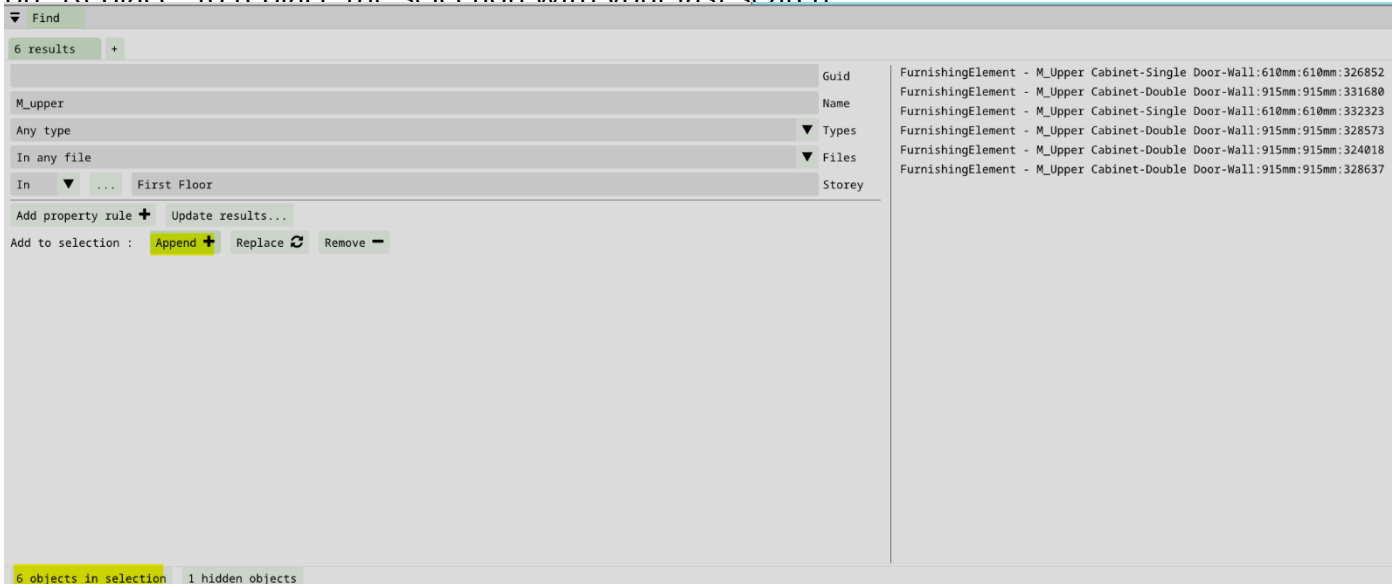 Find
6 results +
Guid
M_upper Name
Any type Types
In any file Files
In ... First Floor Storey
Add property rule + Update results...
Add to selection : Append + Replace Remove −
FurnishingElement - M_Upper Cabinet-Single Door-Wall:610mm:610mm:326852
FurnishingElement - M_Upper Cabinet-Double Door-Wall:915mm:915mm:331680
FurnishingElement - M_Upper Cabinet-Single Door-Wall:610mm:610mm:332323
FurnishingElement - M_Upper Cabinet-Double Door-Wall:915mm:915mm:328573
FurnishingElement - M_Upper Cabinet-Double Door-Wall:915mm:915mm:324018
FurnishingElement - M_Upper Cabinet-Double Door-Wall:915mm:915mm:328637
6 objects in selection 1 hidden objects